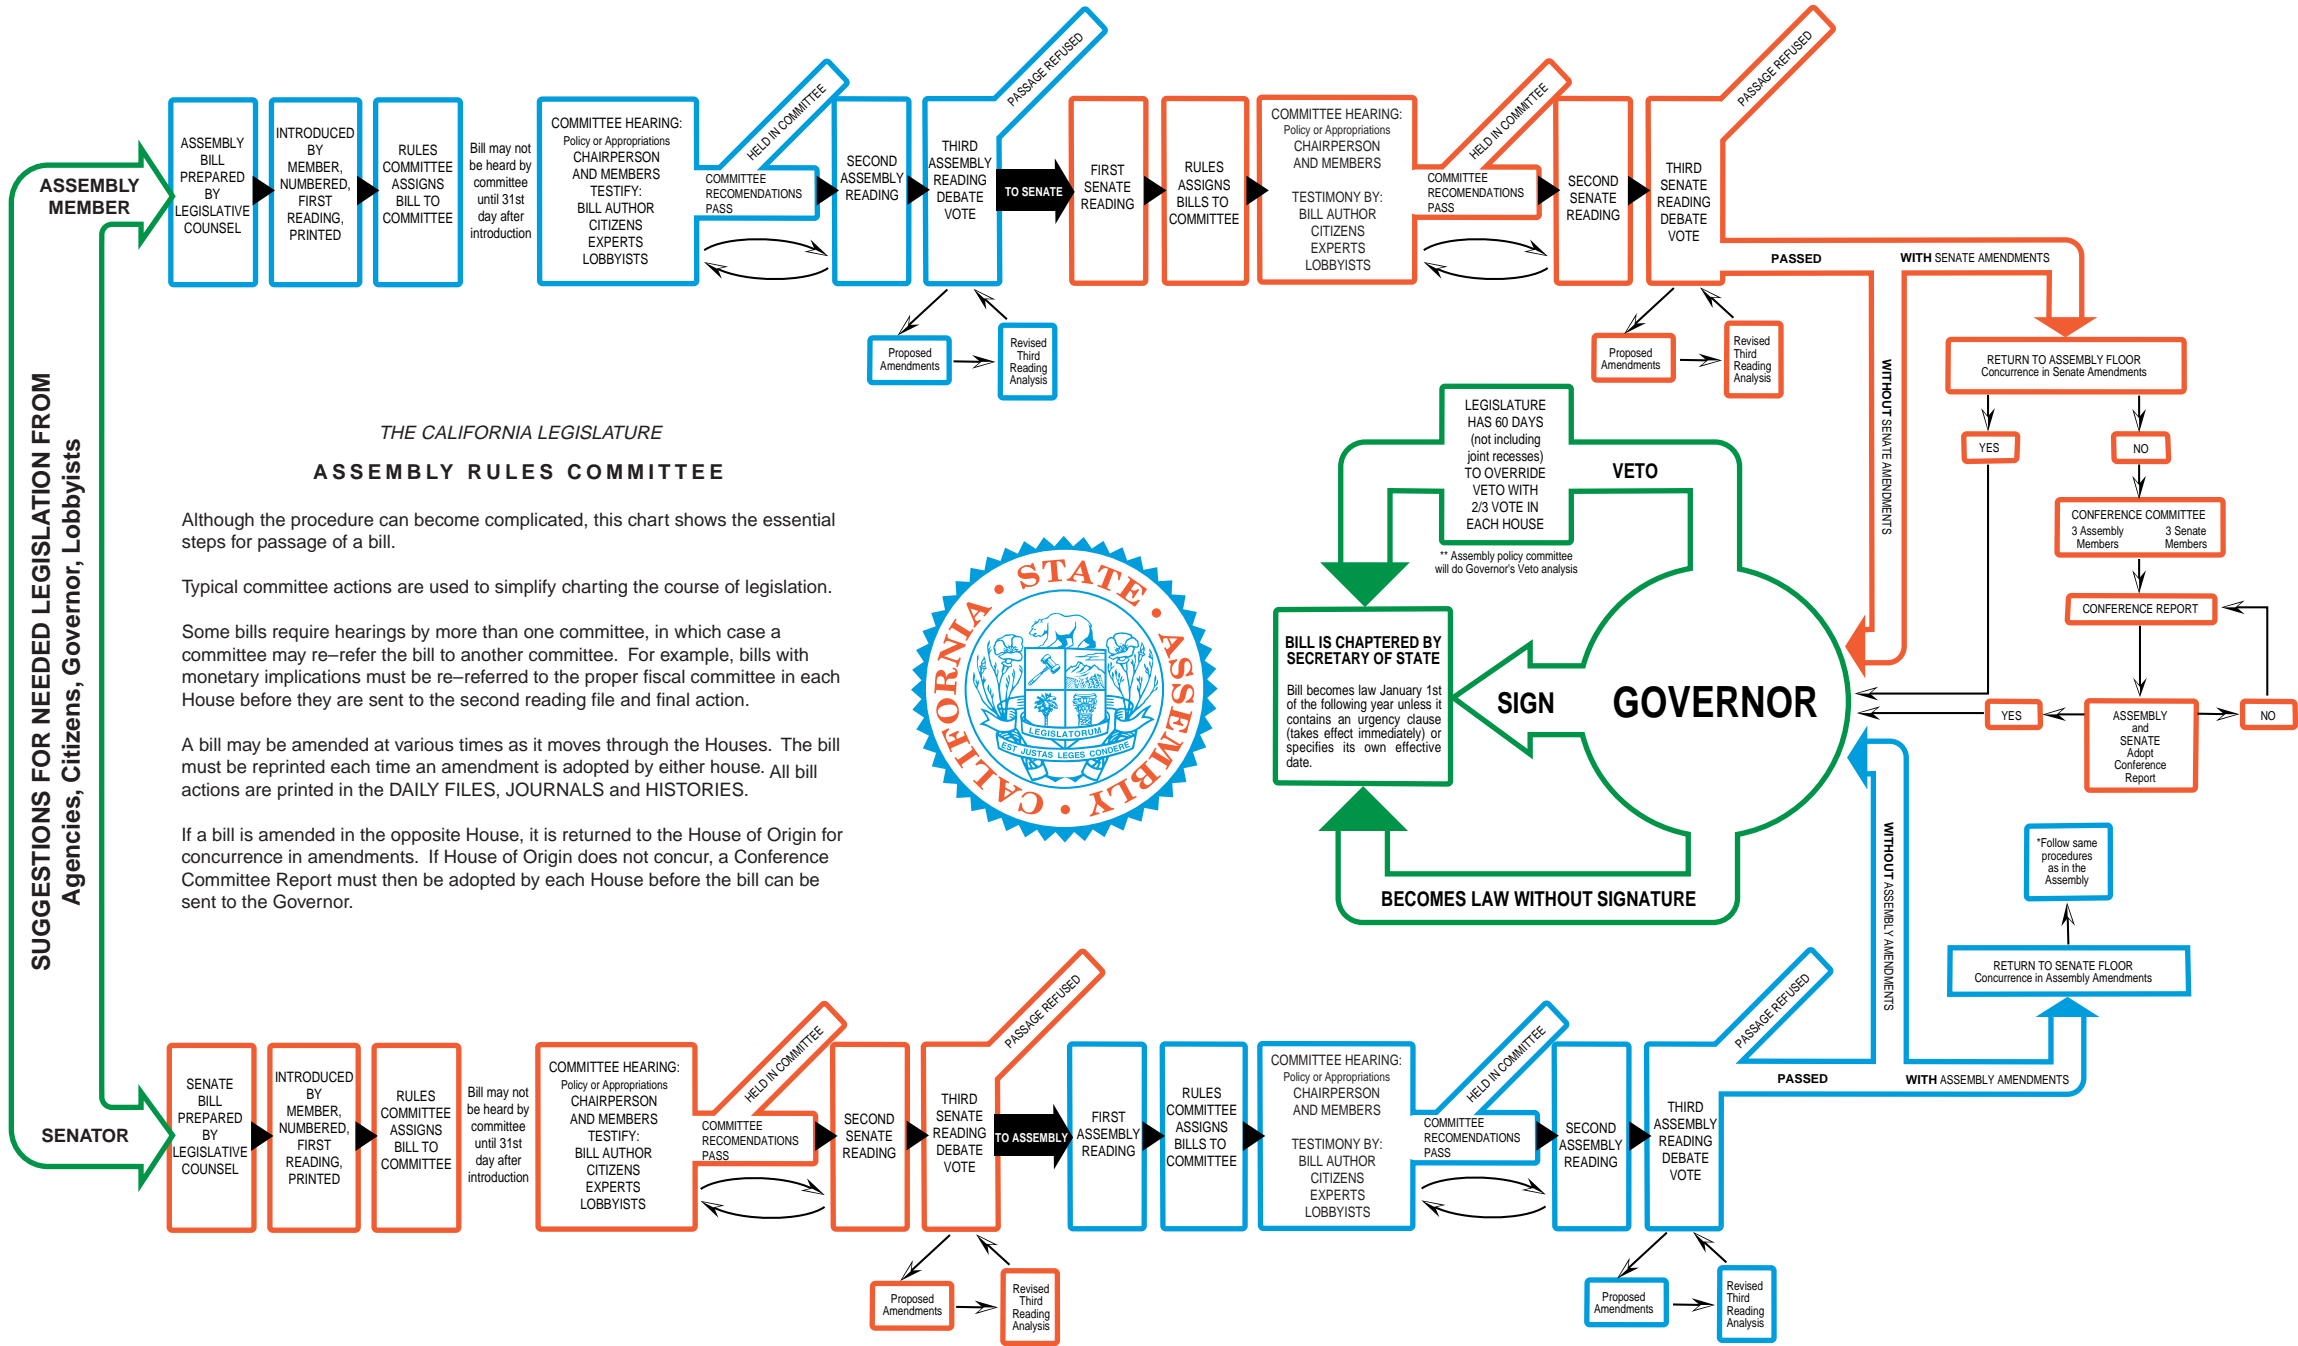 SUGGESTIONS FOR NEEDED LEGISLATION FROM
Agencies, Citizens, Governor, Lobbyists
ASSEMBLY
MEMBER
ASSEMBLY
BILL
PREPARED
BY
LEGISLATIVE
COUNSEL
INTRODUCED
BY
MEMBER,
NUMBERED,
FIRST
READING,
PRINTED
RULES
COMMITTEE
ASSIGNS
BILL TO
COMMITTEE
Bill may not
be heard by
committee
until 31st
day after
introduction
COMMITTEE HEARING:
Policy or Appropriations
CHAIRPERSON
AND MEMBERS
TESTIFY:
BILL AUTHOR
CITIZENS
EXPERTS
LOBBYISTS
HELD IN COMMITTEE
COMMITTEE
RECOMENDATIONS
PASS
SECOND
ASSEMBLY
READING
PASSAGE REFUSED
THIRD
ASSEMBLY
READING
DEBATE
VOTE
Proposed
Amendments
Revised
Third
Reading
Analysis
TO SENATE
FIRST
SENATE
READING
RULES
ASSIGNS
BILLS TO
COMMITTEE
COMMITTEE HEARING:
Policy or Appropriations
CHAIRPERSON
AND MEMBERS
TESTIMONY BY:
BILL AUTHOR
CITIZENS
EXPERTS
LOBBYISTS
HELD IN COMMITTEE
COMMITTEE
RECOMENDATIONS
PASS
SECOND
SENATE
READING
PASSAGE REFUSED
THIRD
SENATE
READING
DEBATE
VOTE
Proposed
Amendments
Revised
Third
Reading
Analysis
PASSED
WITH SENATE AMENDMENTS
WITHOUT SENATE AMENDMENTS
RETURN TO ASSEMBLY FLOOR
Concurrence in Senate Amendments
YES
NO
CONFERENCE COMMITTEE
3 Assembly
Members
3 Senate
Members
CONFERENCE REPORT
YES
ASSEMBLY
and
SENATE
Adopt
Conference
Report
NO
THE CALIFORNIA LEGISLATURE
ASSEMBLY RULES COMMITTEE
Although the procedure can become complicated, this chart shows the essential
steps for passage of a bill.
Typical committee actions are used to simplify charting the course of legislation.
Some bills require hearings by more than one committee, in which case a
committee may re–refer the bill to another committee. For example, bills with
monetary implications must be re–referred to the proper fiscal committee in each
House before they are sent to the second reading file and final action.
A bill may be amended at various times as it moves through the Houses. The bill
must be reprinted each time an amendment is adopted by either house. All bill
actions are printed in the DAILY FILES, JOURNALS and HISTORIES.
If a bill is amended in the opposite House, it is returned to the House of Origin for
concurrence in amendments. If House of Origin does not concur, a Conference
Committee Report must then be adopted by each House before the bill can be
sent to the Governor.
CALIFORNIA • STATE • ASSEMBLY •
LEGISLATORUM
EST JUSTAS LEGES CONDERE
LEGISLATURE
HAS 60 DAYS
(not including
joint recesses)
TO OVERRIDE
VETO WITH
2/3 VOTE IN
EACH HOUSE
** Assembly policy committee
will do Governor's Veto analysis
VETO
BILL IS CHAPTERED BY
SECRETARY OF STATE
Bill becomes law January 1st
of the following year unless it
contains an urgency clause
(takes effect immediately) or
specifies its own effective
date.
SIGN
GOVERNOR
BECOMES LAW WITHOUT SIGNATURE
SENATOR
SENATE
BILL
PREPARED
BY
LEGISLATIVE
COUNSEL
INTRODUCED
BY
MEMBER,
NUMBERED,
FIRST
READING,
PRINTED
RULES
COMMITTEE
ASSIGNS
BILL TO
COMMITTEE
Bill may not
be heard by
committee
until 31st
day after
introduction
COMMITTEE HEARING:
Policy or Appropriations
CHAIRPERSON
AND MEMBERS
TESTIFY:
BILL AUTHOR
CITIZENS
EXPERTS
LOBBYISTS
HELD IN COMMITTEE
COMMITTEE
RECOMENDATIONS
PASS
SECOND
SENATE
READING
PASSAGE REFUSED
THIRD
SENATE
READING
DEBATE
VOTE
Proposed
Amendments
Revised
Third
Reading
Analysis
TO ASSEMBLY
FIRST
ASSEMBLY
READING
RULES
COMMITTEE
ASSIGNS
BILLS TO
COMMITTEE
COMMITTEE HEARING:
Policy or Appropriations
CHAIRPERSON
AND MEMBERS
TESTIMONY BY:
BILL AUTHOR
CITIZENS
EXPERTS
LOBBYISTS
HELD IN COMMITTEE
COMMITTEE
RECOMENDATIONS
PASS
SECOND
ASSEMBLY
READING
PASSAGE REFUSED
THIRD
ASSEMBLY
READING
DEBATE
VOTE
Proposed
Amendments
Revised
Third
Reading
Analysis
PASSED
WITH ASSEMBLY AMENDMENTS
WITHOUT ASSEMBLY AMENDMENTS
RETURN TO SENATE FLOOR
Concurrence in Assembly Amendments
*Follow same
procedures
as in the
Assembly